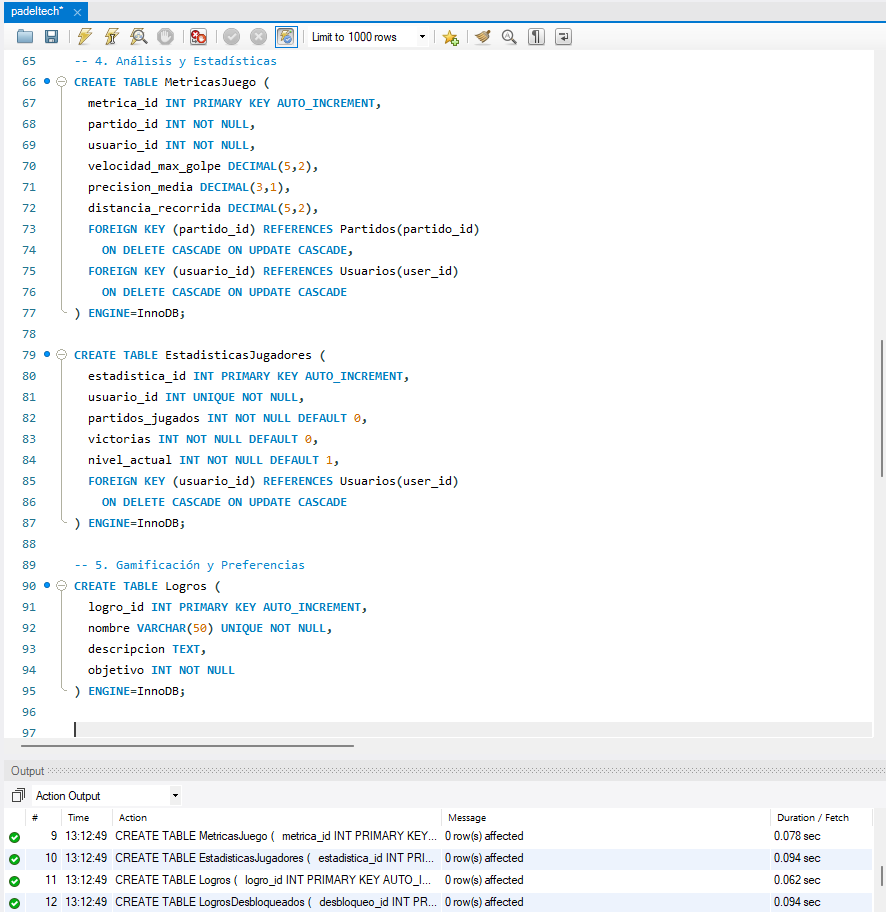 padeltech*
Limit to 1000 rows
65 -- 4. Análisis y Estadísticas
66 CREATE TABLE MetricasJuego (
67 metrica_id INT PRIMARY KEY AUTO_INCREMENT,
68 partido_id INT NOT NULL,
69 usuario_id INT NOT NULL,
70 velocidad_max_golpe DECIMAL(5,2),
71 precision_media DECIMAL(3,1),
72 distancia_recorrida DECIMAL(5,2),
73 FOREIGN KEY (partido_id) REFERENCES Partidos(partido_id)
74 ON DELETE CASCADE ON UPDATE CASCADE,
75 FOREIGN KEY (usuario_id) REFERENCES Usuarios(user_id)
76 ON DELETE CASCADE ON UPDATE CASCADE
77 ) ENGINE=InnoDB;
78
79 CREATE TABLE EstadisticasJugadores (
80 estadistica_id INT PRIMARY KEY AUTO_INCREMENT,
81 usuario_id INT UNIQUE NOT NULL,
82 partidos_jugados INT NOT NULL DEFAULT 0,
83 victorias INT NOT NULL DEFAULT 0,
84 nivel_actual INT NOT NULL DEFAULT 1,
85 FOREIGN KEY (usuario_id) REFERENCES Usuarios(user_id)
86 ON DELETE CASCADE ON UPDATE CASCADE
87 ) ENGINE=InnoDB;
88
89 -- 5. Gamificación y Preferencias
90 CREATE TABLE Logros (
91 logro_id INT PRIMARY KEY AUTO_INCREMENT,
92 nombre VARCHAR(50) UNIQUE NOT NULL,
93 descripcion TEXT,
94 objetivo INT NOT NULL
95 ) ENGINE=InnoDB;
96
97
Output
Action Output
# Time Action Message Duration / Fetch
9 13:12:49 CREATE TABLE MetricasJuego ( metrica_id INT PRIMARY KEY... 0 row(s) affected 0.078 sec
10 13:12:49 CREATE TABLE EstadisticasJugadores ( estadistica_id INT PRI... 0 row(s) affected 0.094 sec
11 13:12:49 CREATE TABLE Logros ( logro_id INT PRIMARY KEY AUTO_I... 0 row(s) affected 0.062 sec
12 13:12:49 CREATE TABLE LogrosDesbloqueados ( desbloqueo_id INT PR... 0 row(s) affected 0.094 sec